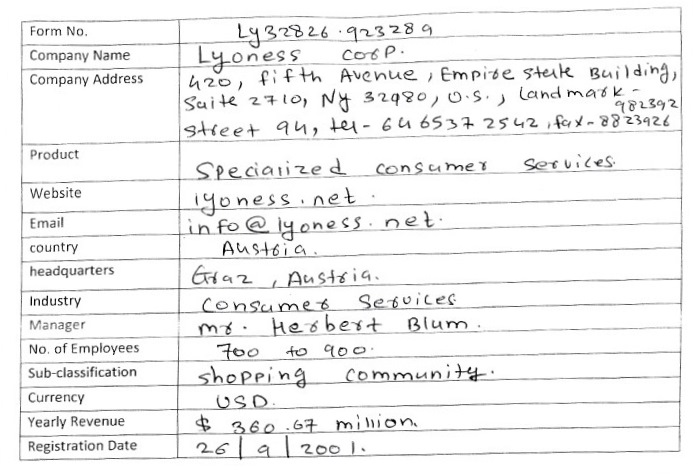 Form No. Ly32826.923289
Company Name Lyoness Corp.
Company Address 420, fifth Avenue, Empire state Building,
Suite 2710, Ny 32980, U.S., landmark-
982392
Street 94, tel- 646 537 2542, fax- 8823926
Product Specialized consumer services.
Website lyoness.net.
Email info@lyoness.net.
country Austria.
headquarters Graz, Austria.
Industry Consumer Services
Manager mr. Herbert Blum.
No. of Employees 700 to 900.
Sub-classification shopping community.
Currency USD.
Yearly Revenue $ 360.67 million.
Registration Date 26/9/2001.